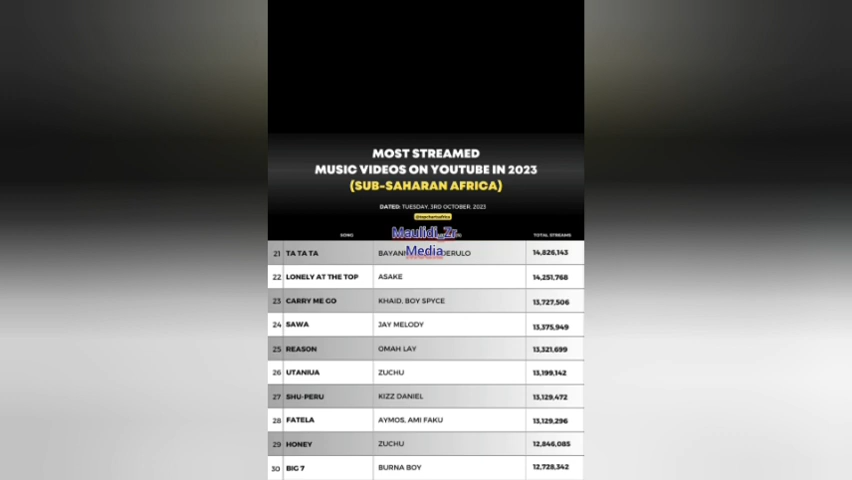 MOST STREAMED
MUSIC VIDEOS ON YOUTUBE IN 2023
(SUB-SAHARAN AFRICA)
DATED: TUESDAY, 3RD OCTOBER, 2023
@topchartsafrica
SONG TOTAL STREAMS
Maulidi_Zr
Media
21 TA TA TA BAYANN DERULO 14,826,143
22 LONELY AT THE TOP ASAKE 14,251,768
23 CARRY ME GO KHAID, BOY SPYCE 13,727,506
24 SAWA JAY MELODY 13,375,949
25 REASON OMAH LAY 13,321,699
26 UTANIUA ZUCHU 13,199,142
27 SHU-PERU KIZZ DANIEL 13,129,472
28 FATELA AYMOS, AMI FAKU 13,129,296
29 HONEY ZUCHU 12,846,085
30 BIG 7 BURNA BOY 12,728,342